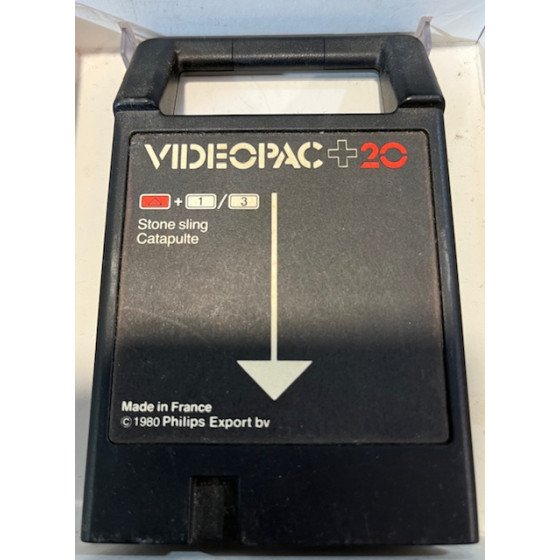 VIDEOPAC+20
+ 1 / 3
Stone sling
Catapulte
Made in France
© 1980 Philips Export bv